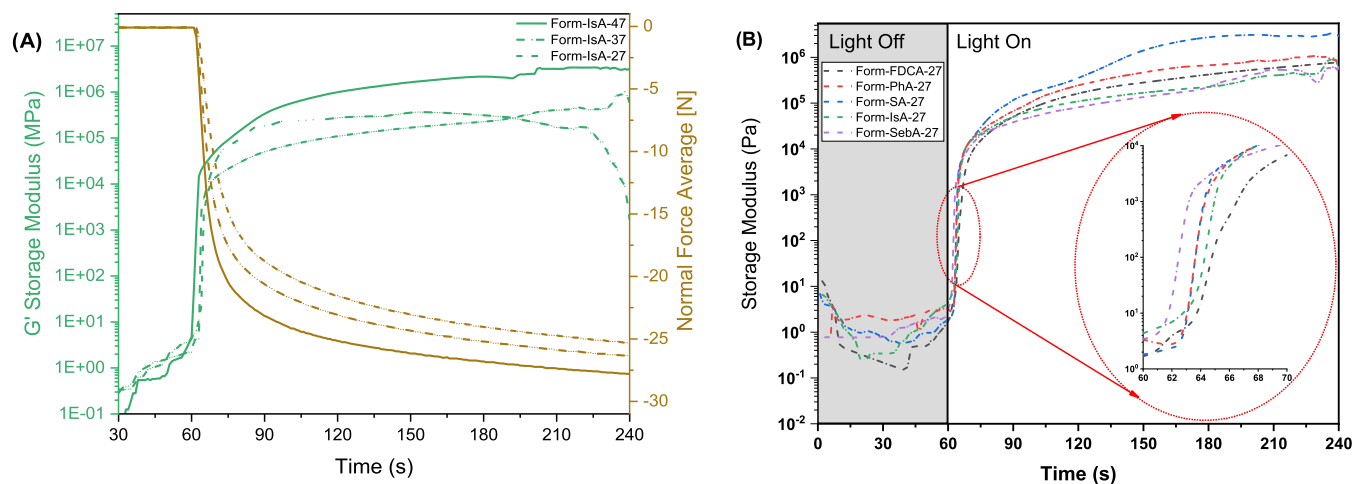 (A)
1E+07
1E+06
1E+05
1E+04
1E+03
1E+02
1E+01
1E+00
1E-01
G' Storage Modulus (MPa)
Form-IsA-47
Form-IsA-37
Form-IsA-27
0
-5
-10
-15
-20
-25
-30
Normal Force Average [N]
30 60 90 120 150 180 210 240
Time (s)
(B)
Light Off Light On
Form-FDCA-27
Form-PhA-27
Form-SA-27
Form-IsA-27
Form-SebA-27
10^6
10^5
10^4
10^3
10^2
10^1
10^0
10^-1
10^-2
Storage Modulus (Pa)
10^4
10^3
10^2
10^1
10^0
60 62 64 66 68 70
0 30 60 90 120 150 180 210 240
Time (s)